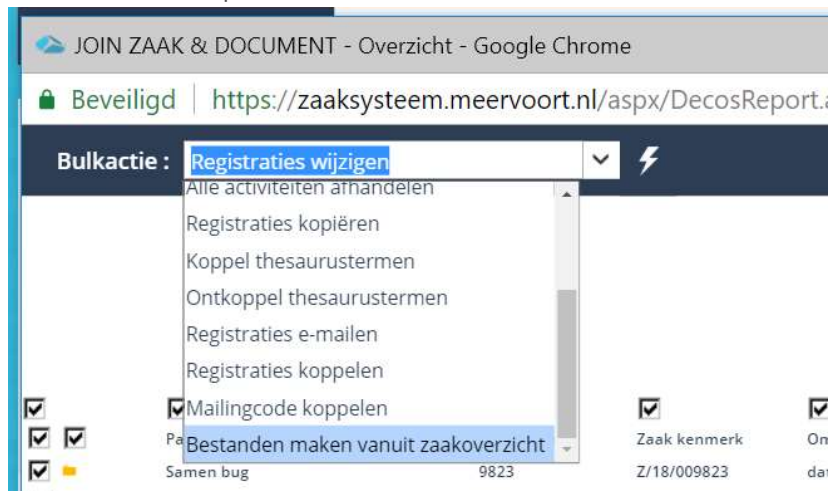 JOIN ZAAK & DOCUMENT - Overzicht - Google Chrome
Beveiligd | https://zaaksysteem.meervoort.nl/aspx/DecosReport.a
Bulkactie : Registraties wijzigen
Alle activiteiten afhandelen
Registraties kopiëren
Koppel thesaurustermen
Ontkoppel thesaurustermen
Registraties e-mailen
Registraties koppelen
Mailingcode koppelen
Bestanden maken vanuit zaakoverzicht
Zaak kenmerk
Samen bug 9823 Z/18/009823